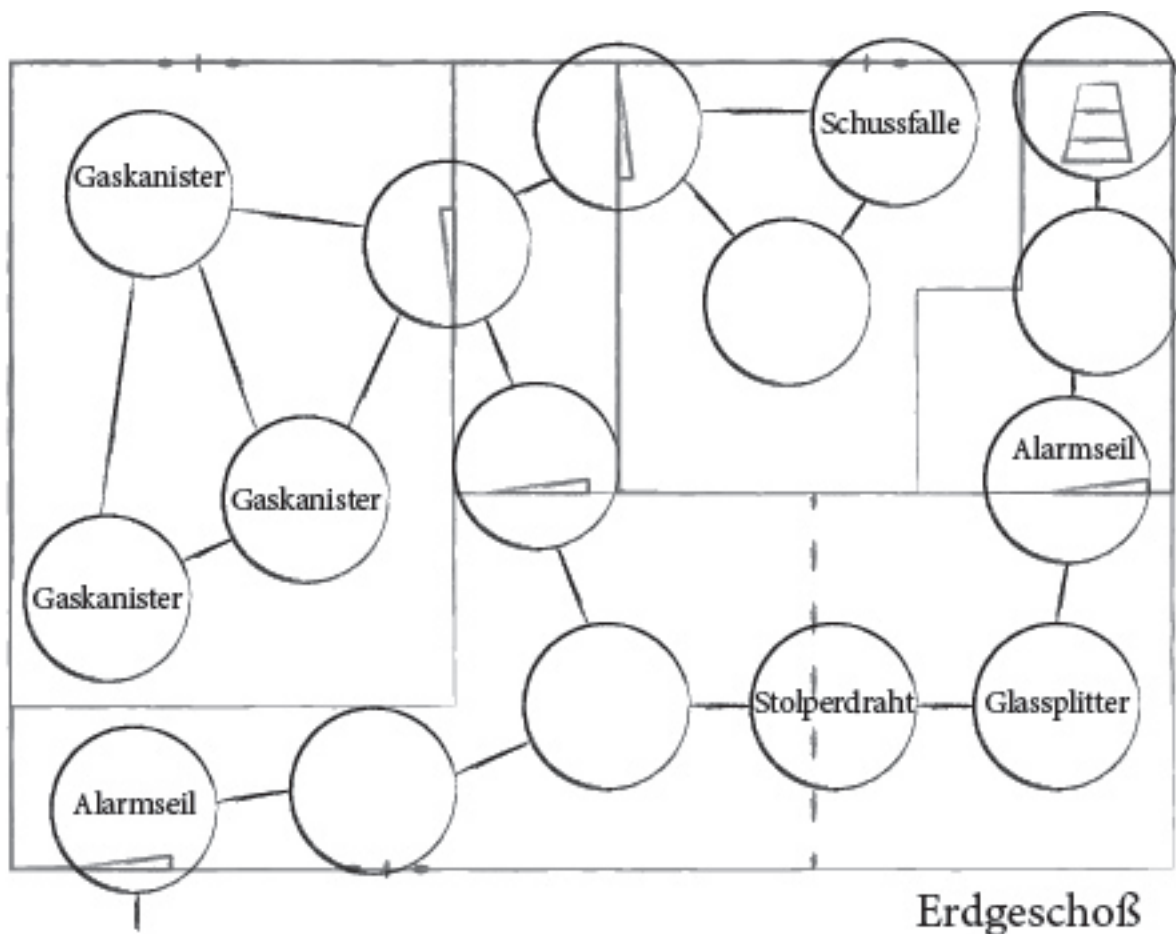 Schussfalle
Gaskanister
Alarmseil
Gaskanister
Gaskanister
Stolperdraht
Glassplitter
Alarmseil
Erdgeschoß